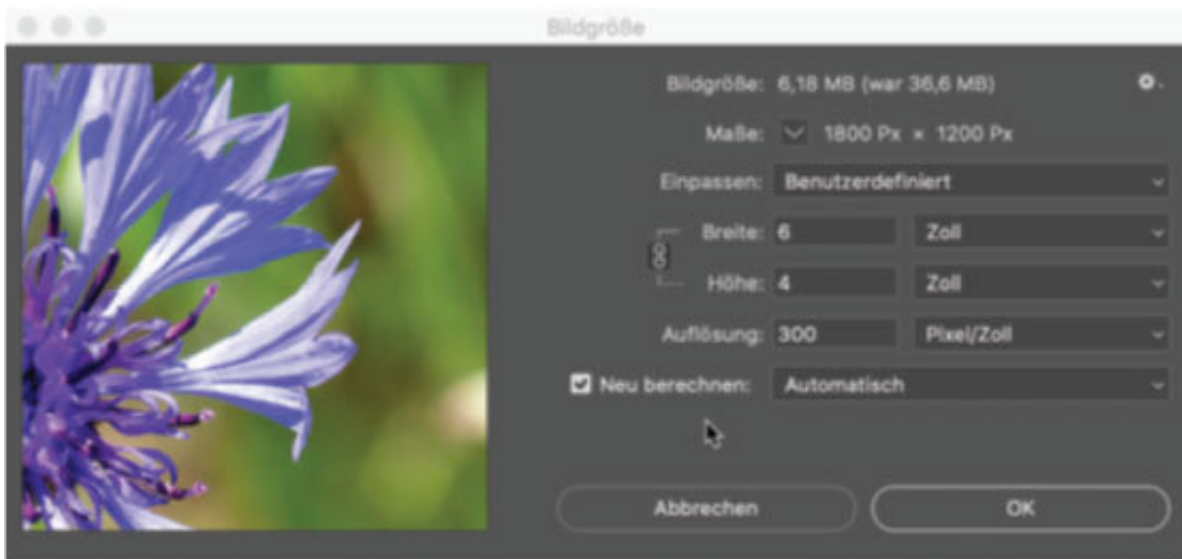 Bildgröße
Bildgröße: 6,18 MB (war 36,6 MB)
Maße: 1800 Px × 1200 Px
Einpassen: Benutzerdefiniert
Breite: 6 Zoll
Höhe: 4 Zoll
Auflösung: 300 Pixel/Zoll
Neu berechnen: Automatisch
Abbrechen OK